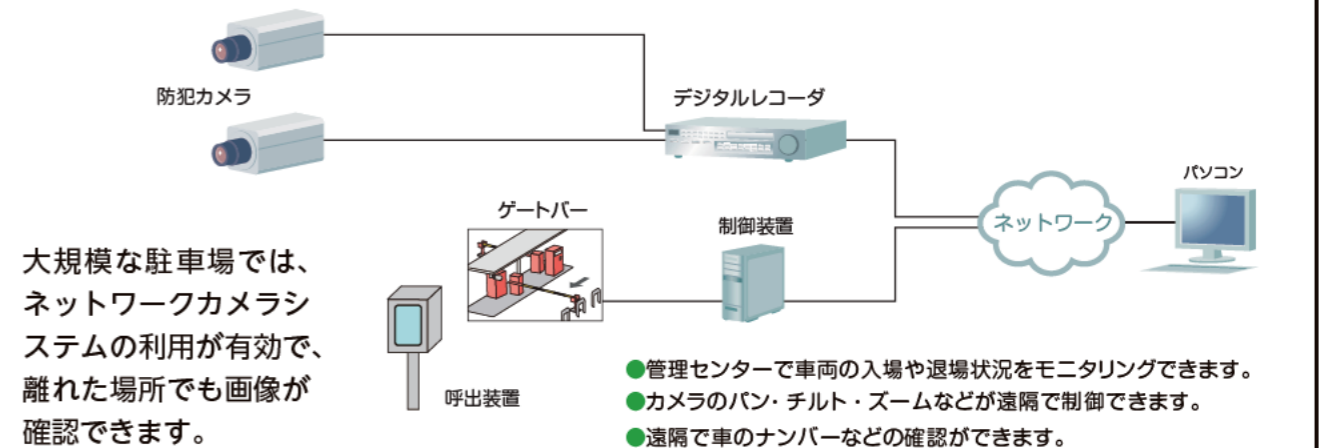 防犯カメラ
デジタルレコーダ
パソコン
ネットワーク
ゲートバー
制御装置
呼出装置
大規模な駐車場では、
ネットワークカメラシ
ステムの利用が有効で、
離れた場所でも画像が
確認できます。
●管理センターで車両の入場や退場状況をモニタリングできます。
●カメラのパン・チルト・ズームなどが遠隔で制御できます。
●遠隔で車のナンバーなどの確認ができます。